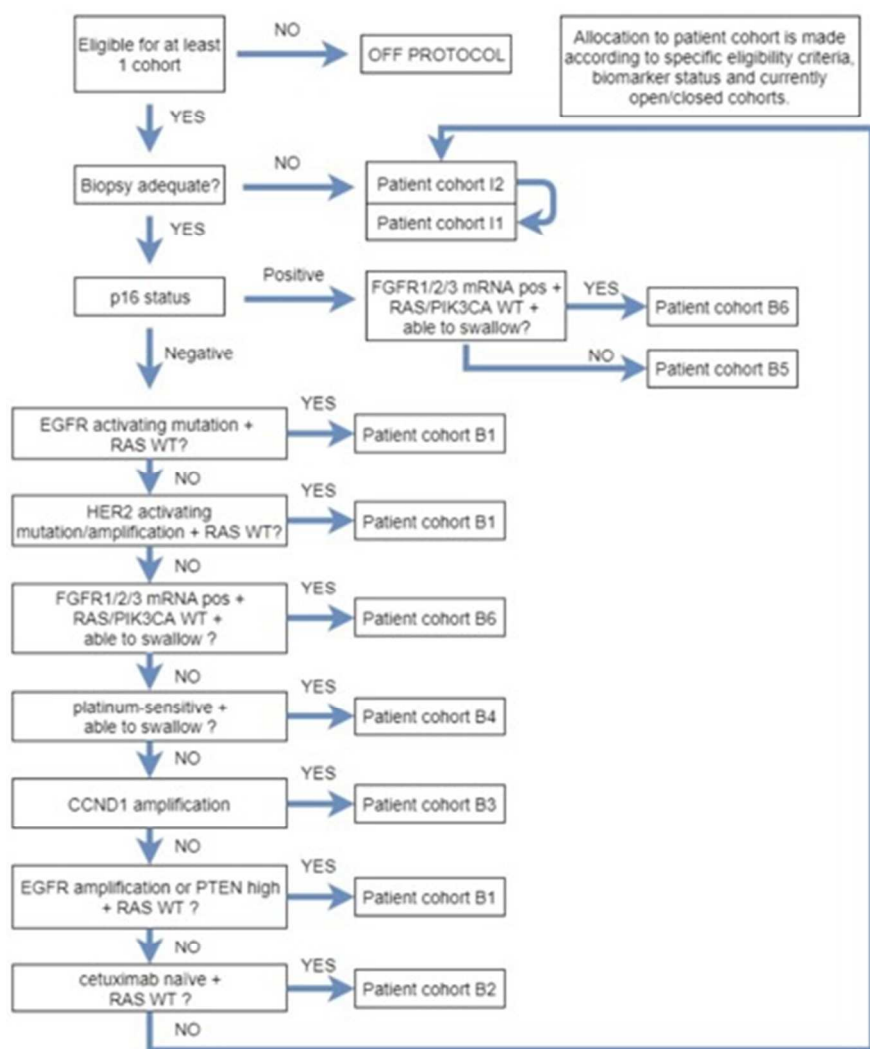 Eligible for at least
1 cohort
NO
OFF PROTOCOL
Allocation to patient cohort is made
according to specific eligibility criteria,
biomarker status and currently
open/closed cohorts.
YES
Biopsy adequate?
NO
Patient cohort I2
Patient cohort I1
YES
p16 status
Positive
FGFR1/2/3 mRNA pos +
RAS/PIK3CA WT +
able to swallow?
YES
Patient cohort B6
NO
Patient cohort B5
Negative
EGFR activating mutation +
RAS WT?
YES
Patient cohort B1
NO
HER2 activating
mutation/amplification + RAS WT?
YES
Patient cohort B1
NO
FGFR1/2/3 mRNA pos +
RAS/PIK3CA WT +
able to swallow ?
YES
Patient cohort B6
NO
platinum-sensitive +
able to swallow ?
YES
Patient cohort B4
NO
CCND1 amplification
YES
Patient cohort B3
NO
EGFR amplification or PTEN high
+ RAS WT ?
YES
Patient cohort B1
NO
cetuximab naïve +
RAS WT ?
YES
Patient cohort B2
NO